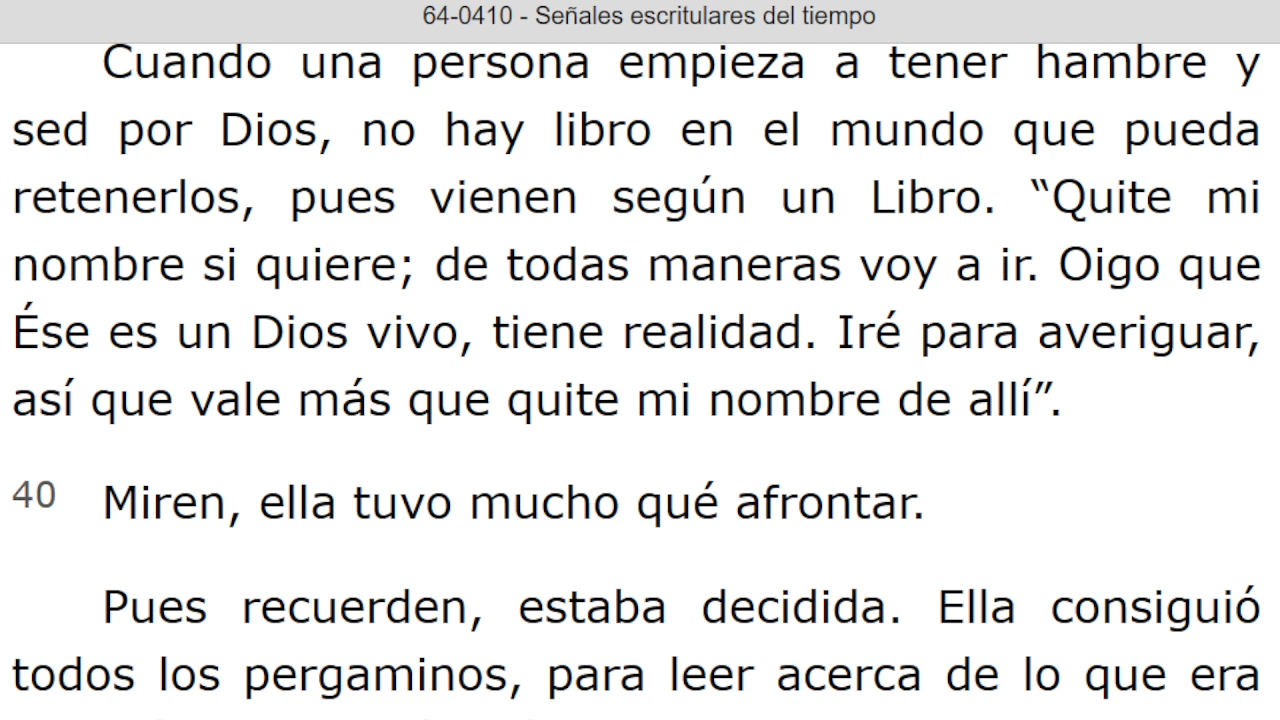 64-0410 - Señales escritulares del tiempo
Cuando una persona empieza a tener hambre y
sed por Dios, no hay libro en el mundo que pueda
retenerlos, pues vienen según un Libro. “Quite mi
nombre si quiere; de todas maneras voy a ir. Oigo que
Ése es un Dios vivo, tiene realidad. Iré para averiguar,
así que vale más que quite mi nombre de allí”.
40 Miren, ella tuvo mucho qué afrontar.
Pues recuerden, estaba decidida. Ella consiguió
todos los pergaminos, para leer acerca de lo que era